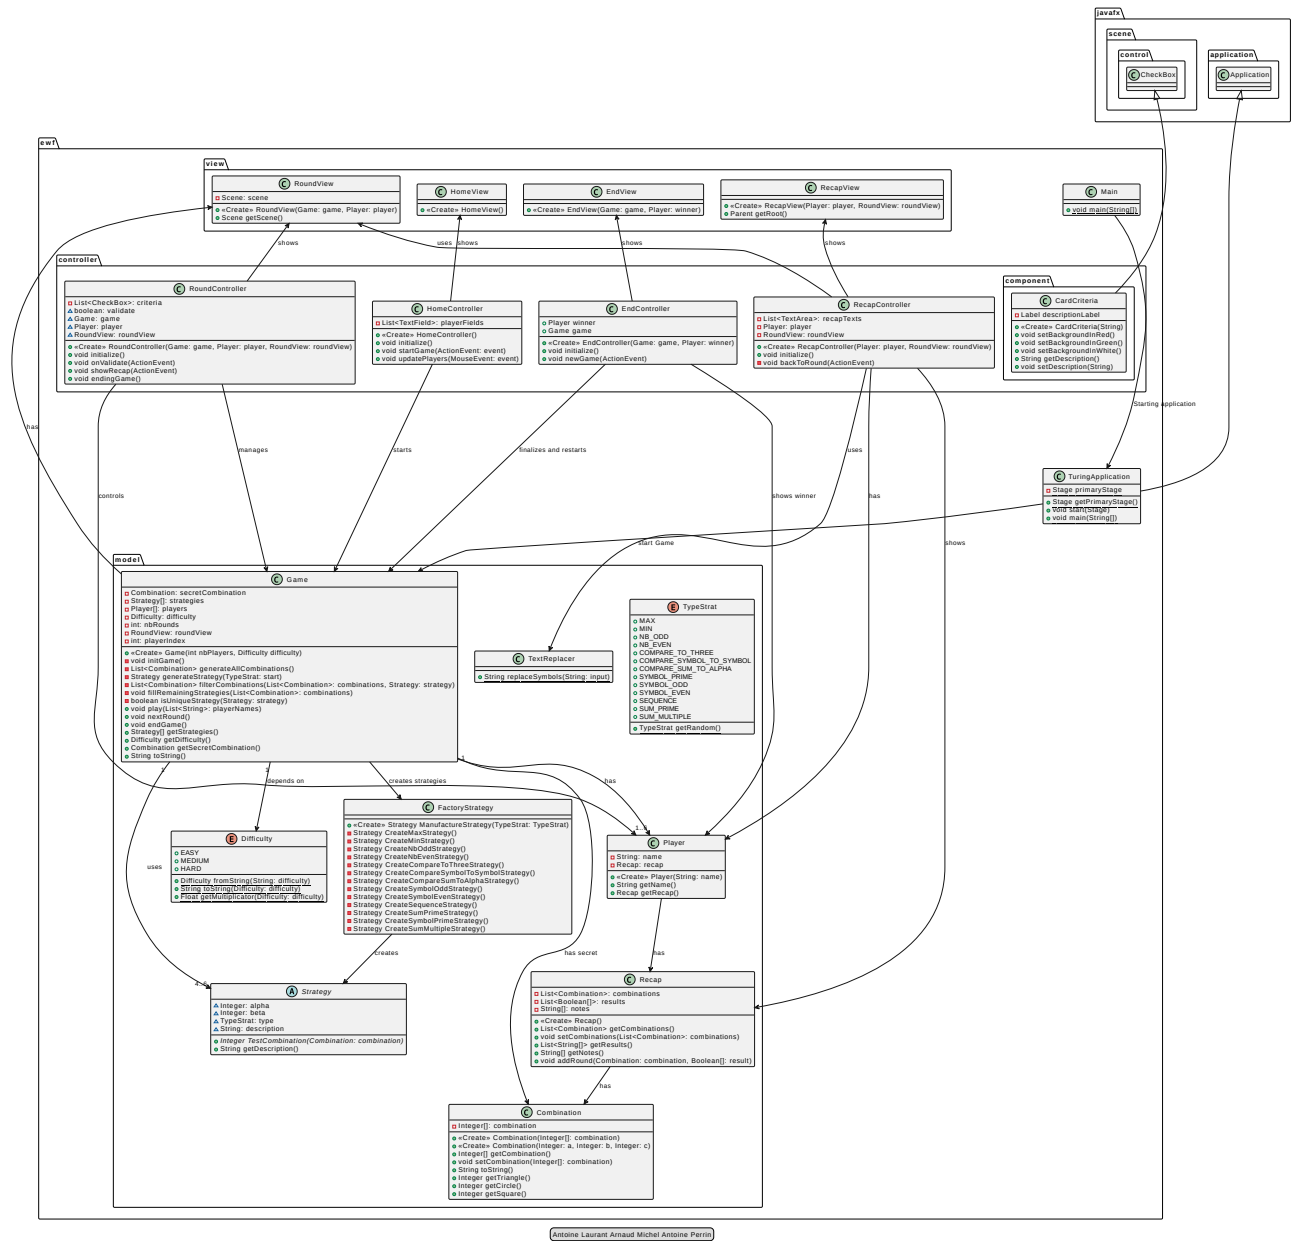 javafx
scene
control
application
CheckBox
Application
ewf
view
RoundView
Scene: scene
«Create» RoundView(Game: game, Player: player)
Scene getScene()
HomeView
«Create» HomeView()
EndView
«Create» EndView(Game: game, Player: winner)
RecapView
«Create» RecapView(Player: player, RoundView: roundView)
Parent getRoot()
Main
void main(String[])
shows
uses
shows
shows
shows
controller
RoundController
List<CheckBox>: criteria
boolean: validate
Game: game
Player: player
RoundView: roundView
«Create» RoundController(Game: game, Player: player, RoundView: roundView)
void initialize()
void onValidate(ActionEvent)
void showRecap(ActionEvent)
void endingGame()
HomeController
List<TextField>: playerFields
«Create» HomeController()
void initialize()
void startGame(ActionEvent: event)
void updatePlayers(MouseEvent: event)
EndController
Player winner
Game game
«Create» EndController(Game: game, Player: winner)
void initialize()
void newGame(ActionEvent)
RecapController
List<TextArea>: recapTexts
Player: player
RoundView: roundView
«Create» RecapController(Player: player, RoundView: roundView)
void initialize()
void backToRound(ActionEvent)
component
CardCriteria
Label descriptionLabel
«Create» CardCriteria(String)
void setBackgroundInRed()
void setBackgroundInGreen()
void setBackgroundInWhite()
String getDescription()
void setDescription(String)
Starting application
has
manages
starts
finalizes and restarts
uses
controls
shows winner
has
TuringApplication
Stage primaryStage
Stage getPrimaryStage()
void start(Stage)
void main(String[])
start Game
shows
model
Game
Combination: secretCombination
Strategy[]: strategies
Player[]: players
Difficulty: difficulty
int: nbRounds
RoundView: roundView
int: playerIndex
«Create» Game(int nbPlayers, Difficulty difficulty)
void initGame()
List<Combination> generateAllCombinations()
Strategy generateStrategy(TypeStrat: start)
List<Combination> filterCombinations(List<Combination>: combinations, Strategy: strategy)
void fillRemainingStrategies(List<Combination>: combinations)
boolean isUniqueStrategy(Strategy: strategy)
void play(List<String>: playerNames)
void nextRound()
void endGame()
Strategy[] getStrategies()
Difficulty getDifficulty()
Combination getSecretCombination()
String toString()
TextReplacer
String replaceSymbols(String: input)
TypeStrat
MAX
MIN
NB_ODD
NB_EVEN
COMPARE_TO_THREE
COMPARE_SYMBOL_TO_SYMBOL
COMPARE_SUM_TO_ALPHA
SYMBOL_PRIME
SYMBOL_ODD
SYMBOL_EVEN
SEQUENCE
SUM_PRIME
SUM_MULTIPLE
TypeStrat getRandom()
1
1
1
depends on
creates strategies
has
FactoryStrategy
«Create» Strategy ManufactureStrategy(TypeStrat: TypeStrat)
Strategy CreateMaxStrategy()
Strategy CreateMinStrategy()
Strategy CreateNbOddStrategy()
Strategy CreateNbEvenStrategy()
Strategy CreateCompareToThreeStrategy()
Strategy CreateCompareSymbolToSymbolStrategy()
Strategy CreateCompareSumToAlphaStrategy()
Strategy CreateSymbolOddStrategy()
Strategy CreateSymbolEvenStrategy()
Strategy CreateSequenceStrategy()
Strategy CreateSumPrimeStrategy()
Strategy CreateSymbolPrimeStrategy()
Strategy CreateSumMultipleStrategy()
Difficulty
EASY
MEDIUM
HARD
Difficulty fromString(String: difficulty)
String toString(Difficulty: difficulty)
Float getMultiplicator(Difficulty: difficulty)
Player
String: name
Recap: recap
«Create» Player(String: name)
String getName()
Recap getRecap()
uses
creates
has secret
has
Strategy
Integer: alpha
Integer: beta
TypeStrat: type
String: description
Integer TestCombination(Combination: combination)
String getDescription()
Recap
List<Combination>: combinations
List<Boolean[]>: results
String[]: notes
«Create» Recap()
List<Combination> getCombinations()
void setCombinations(List<Combination>: combinations)
List<String[]> getResults()
String[] getNotes()
void addRound(Combination: combination, Boolean[]: result)
has
Combination
Integer[]: combination
«Create» Combination(Integer[]: combination)
«Create» Combination(Integer: a, Integer: b, Integer: c)
Integer[] getCombination()
void setCombination(Integer[]: combination)
String toString()
Integer getTriangle()
Integer getCircle()
Integer getSquare()
Antoine Laurant Arnaud Michel Antoine Perrin